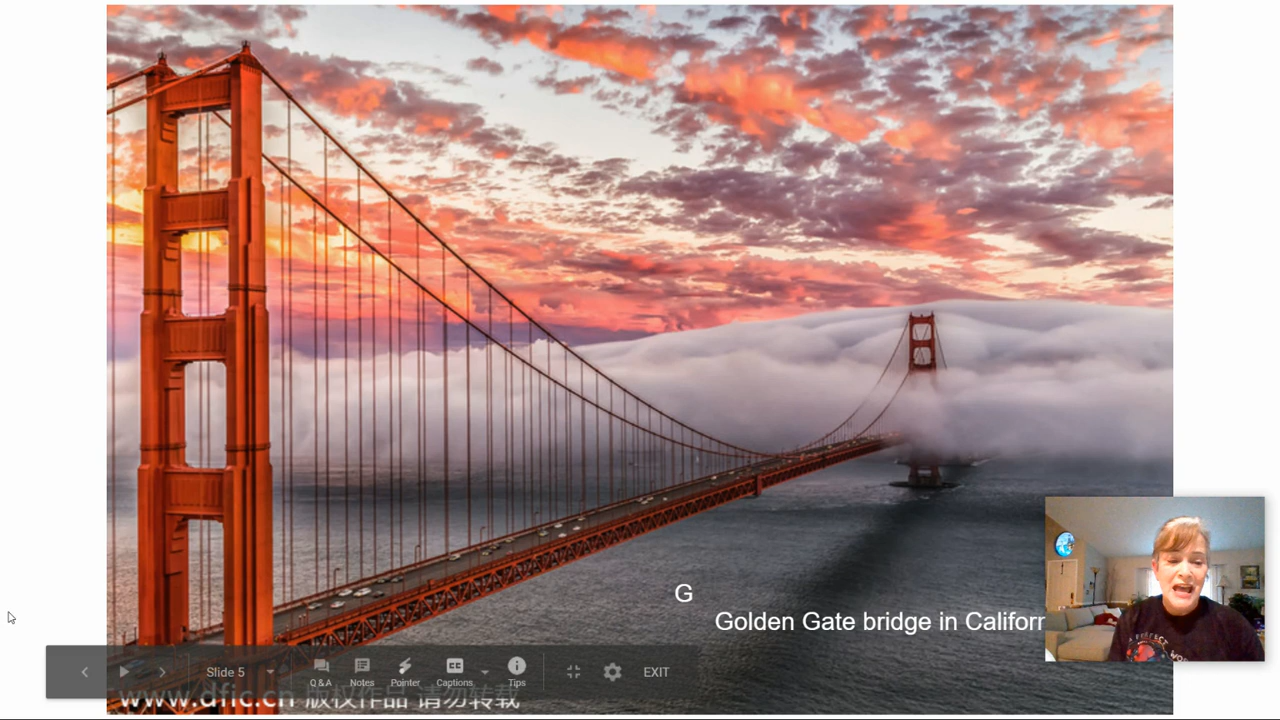 G
Golden Gate bridge in Californ
Slide 5
Q & A
Notes
Pointer
Captions
Tips
EXIT
www.dfic.cn 版权作品 请勿转载